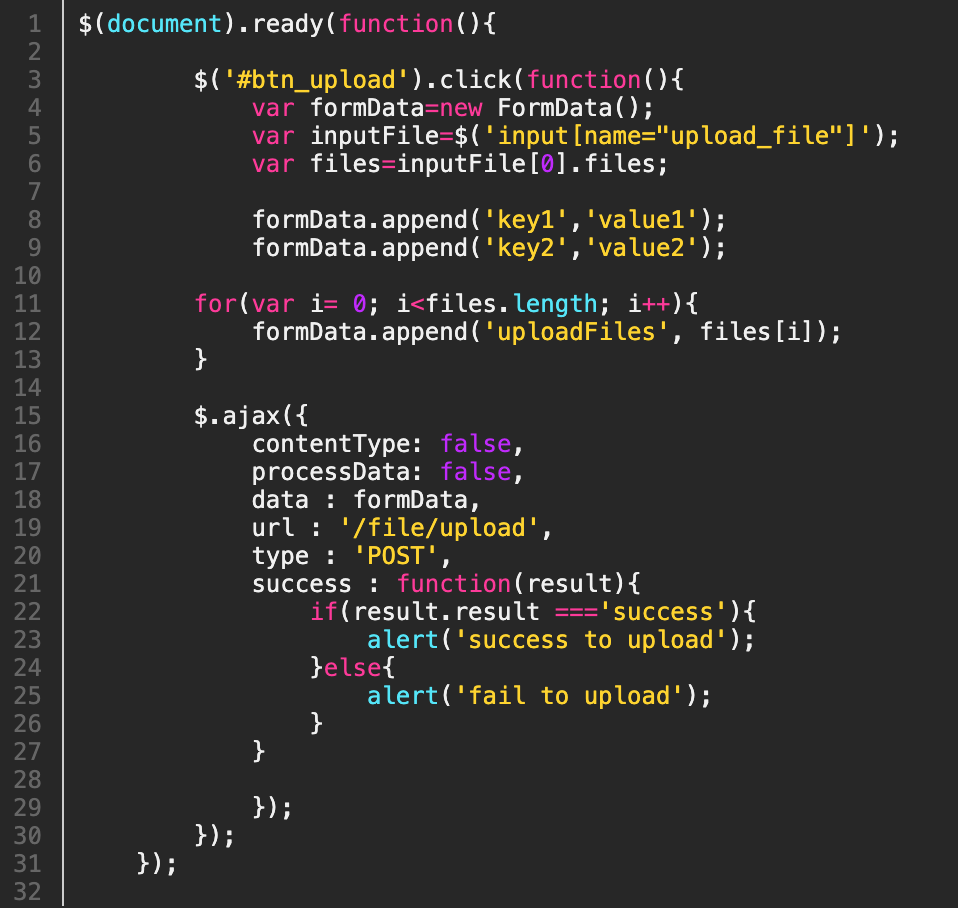 1 $(document).ready(function(){
2
3 $('#btn_upload').click(function(){
4 var formData=new FormData();
5 var inputFile=$('input[name="upload_file"]');
6 var files=inputFile[0].files;
7
8 formData.append('key1','value1');
9 formData.append('key2','value2');
10
11 for(var i= 0; i<files.length; i++){
12 formData.append('uploadFiles', files[i]);
13 }
14
15 $.ajax({
16 contentType: false,
17 processData: false,
18 data : formData,
19 url : '/file/upload',
20 type : 'POST',
21 success : function(result){
22 if(result.result ==='success'){
23 alert('success to upload');
24 }else{
25 alert('fail to upload');
26 }
27 }
28
29 });
30 });
31 });
32